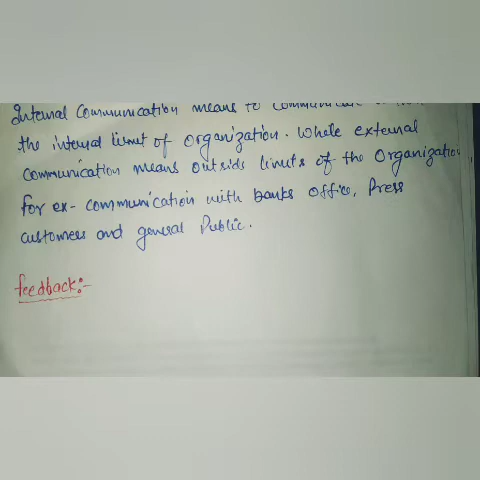 Internal Communication means to communicate
the internal limit of organization. While external
communication means outside limits of the Organization
for ex- communication with banks office, Press
customers and general Public.
feedback:-